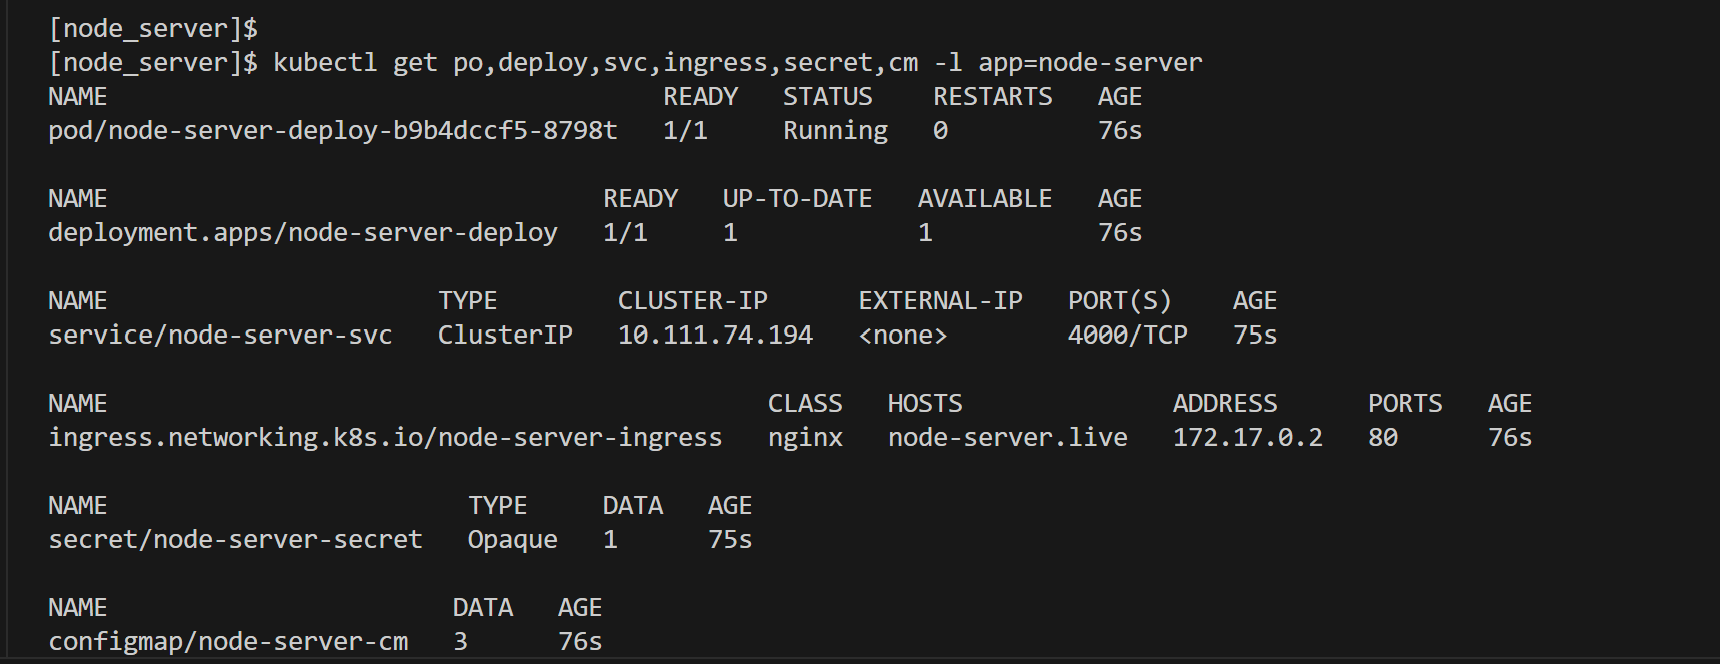 [node_server]$
[node_server]$ kubectl get po,deploy,svc,ingress,secret,cm -l app=node-server
NAME                                     READY   STATUS    RESTARTS   AGE
pod/node-server-deploy-b9b4dccf5-8798t   1/1     Running   0          76s

NAME                                 READY   UP-TO-DATE   AVAILABLE   AGE
deployment.apps/node-server-deploy   1/1     1            1           76s

NAME                      TYPE        CLUSTER-IP      EXTERNAL-IP   PORT(S)    AGE
service/node-server-svc   ClusterIP   10.111.74.194   <none>        4000/TCP   75s

NAME                                            CLASS   HOSTS              ADDRESS      PORTS   AGE
ingress.networking.k8s.io/node-server-ingress   nginx   node-server.live   172.17.0.2   80      76s

NAME                        TYPE     DATA   AGE
secret/node-server-secret   Opaque   1      75s

NAME                       DATA   AGE
configmap/node-server-cm   3      76s